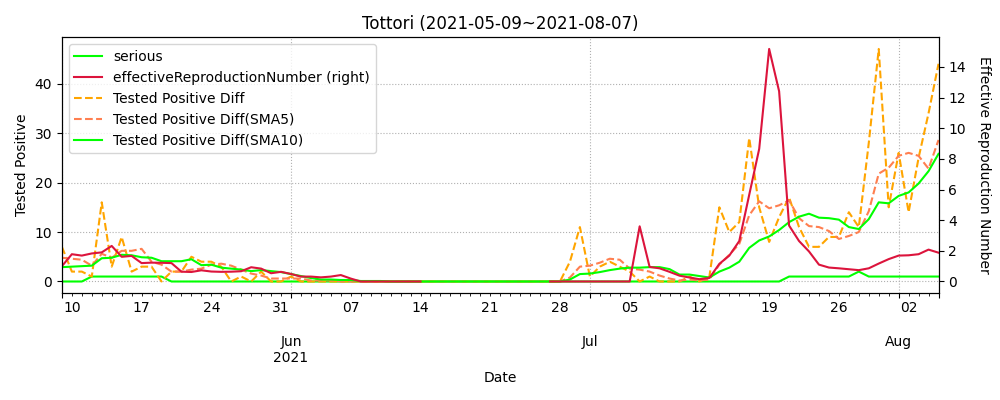 Tottori (2021-05-09~2021-08-07)
serious
effectiveReproductionNumber (right)
Tested Positive Diff
Tested Positive Diff(SMA5)
Tested Positive Diff(SMA10)
Tested Positive
40
30
20
10
0
Effective Reproduction Number
14
12
10
8
6
4
2
0
10 17 24 31 07 14 21 28 05 12 19 26 02
Jun Jul Aug
2021
Date